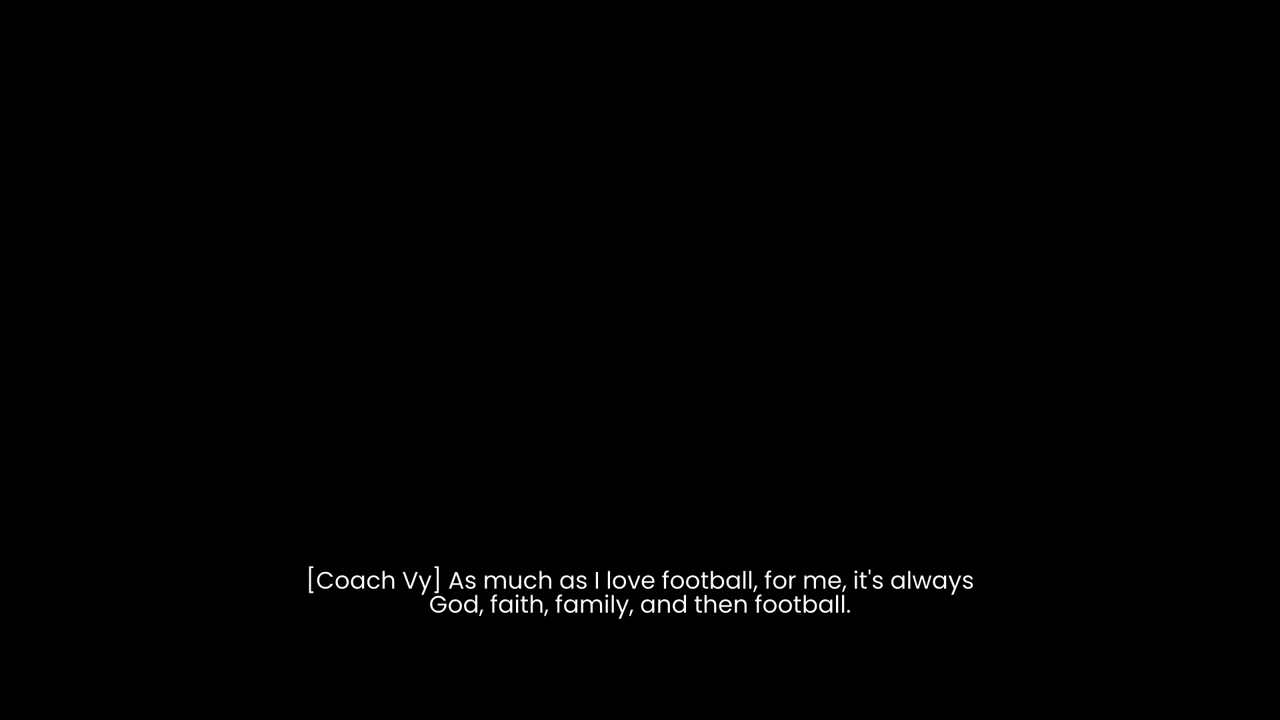 [Coach Vy] As much as I love football, for me, it's always
God, faith, family, and then football.